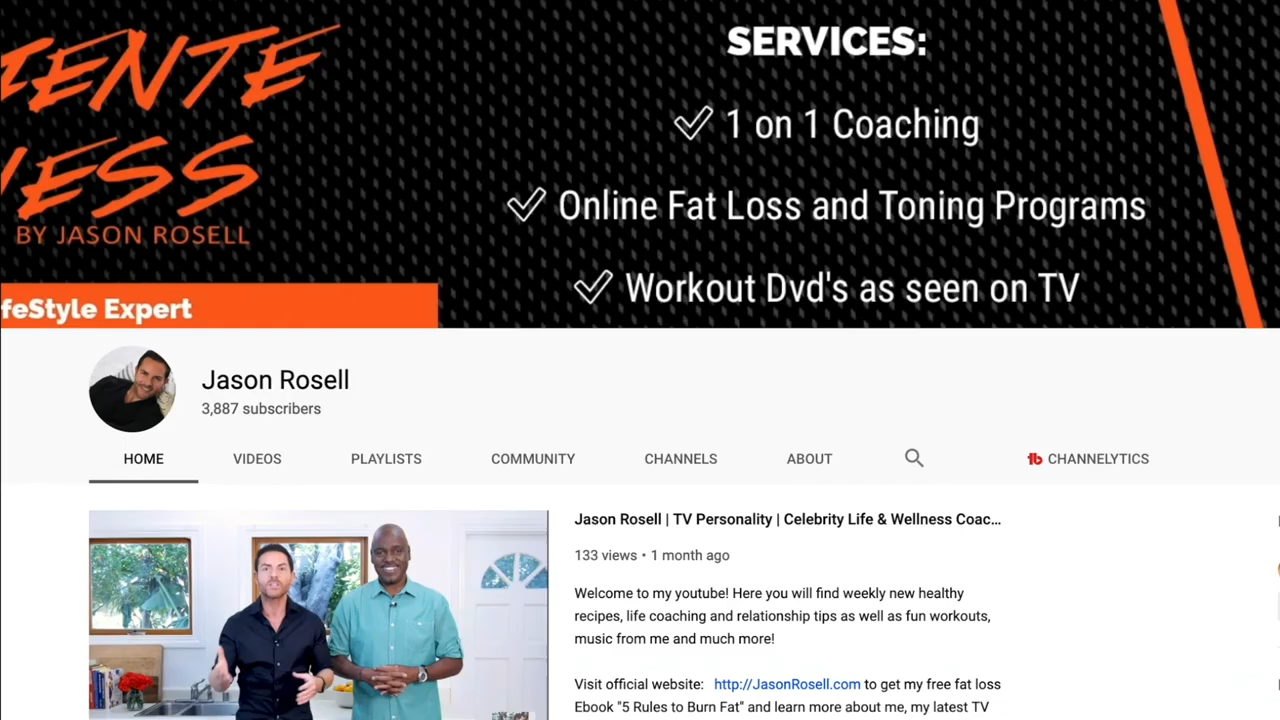 IENTE
SERVICES:
1 on 1 Coaching
NESS
Online Fat Loss and Toning Programs
BY JASON ROSELL
Workout Dvd's as seen on TV
feStyle Expert
Jason Rosell
3,887 subscribers
HOME VIDEOS PLAYLISTS COMMUNITY CHANNELS ABOUT tb CHANNELYTICS
Jason Rosell | TV Personality | Celebrity Life & Wellness Coac...
133 views • 1 month ago
Welcome to my youtube! Here you will find weekly new healthy
recipes, life coaching and relationship tips as well as fun workouts,
music from me and much more!
Visit official website: http://JasonRosell.com to get my free fat loss
Ebook "5 Rules to Burn Fat" and learn more about me, my latest TV